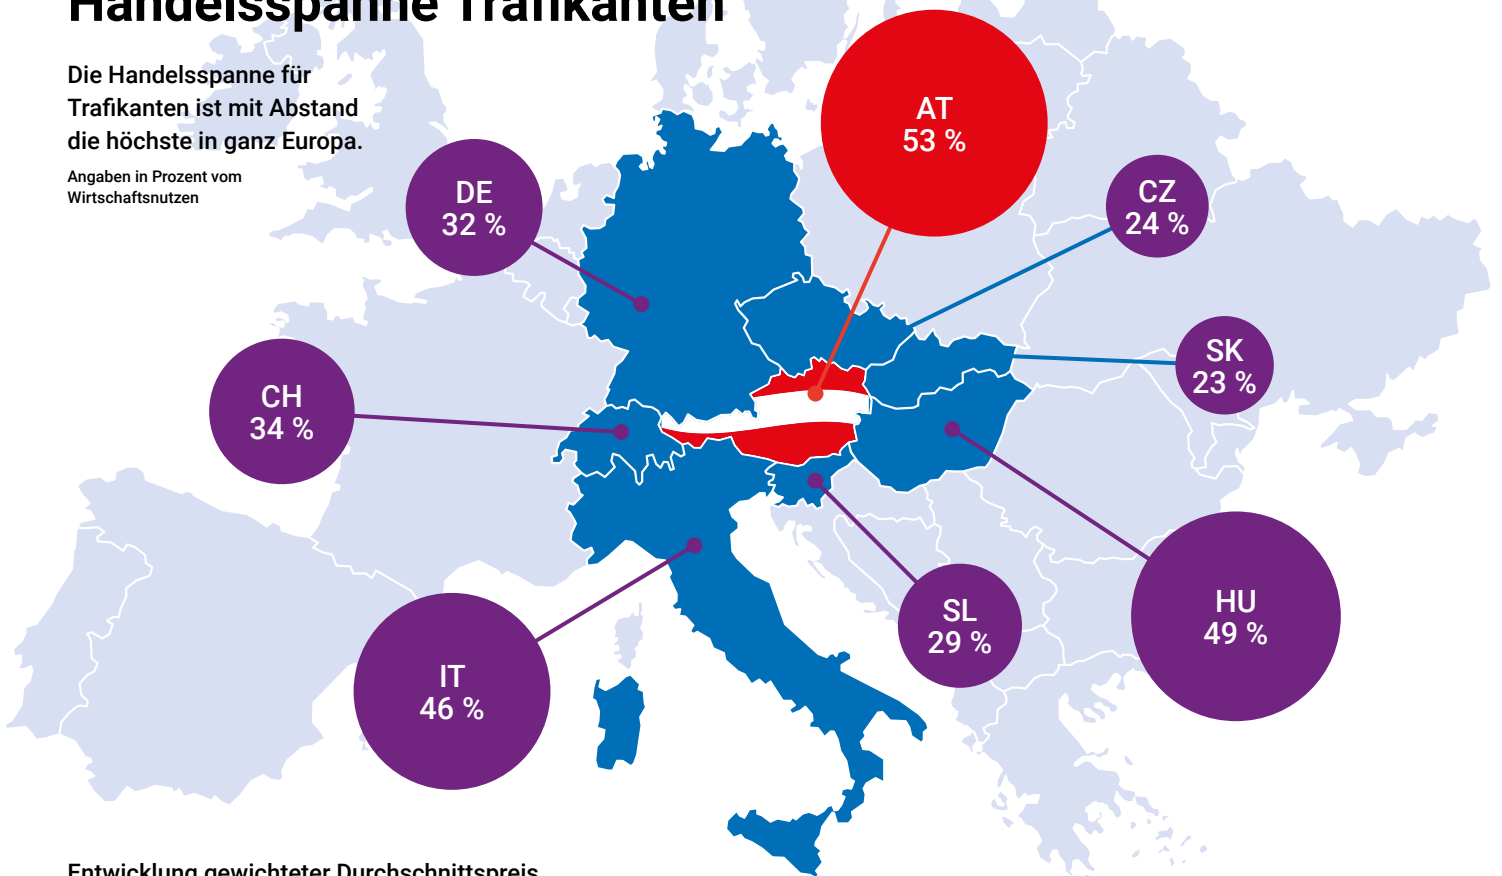 Handelsspanne Trafikanten
Die Handelsspanne für
Trafikanten ist mit Abstand
die höchste in ganz Europa.
Angaben in Prozent vom
Wirtschaftsnutzen
AT
53 %
DE
32 %
CZ
24 %
SK
23 %
CH
34 %
HU
49 %
SL
29 %
IT
46 %
Entwicklung gewichteter Durchschnittspreis